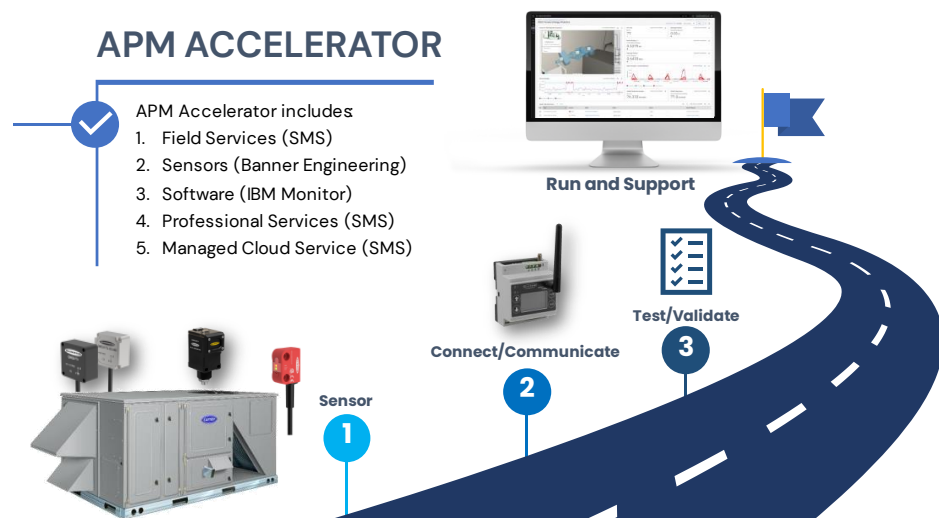 APM ACCELERATOR
APM Accelerator includes:
1. Field Services (SMS)
2. Sensors (Banner Engineering)
3. Software (IBM Monitor)
4. Professional Services (SMS)
5. Managed Cloud Service (SMS)
Run and Support
Test/Validate
3
Connect/Communicate
2
Sensor
1